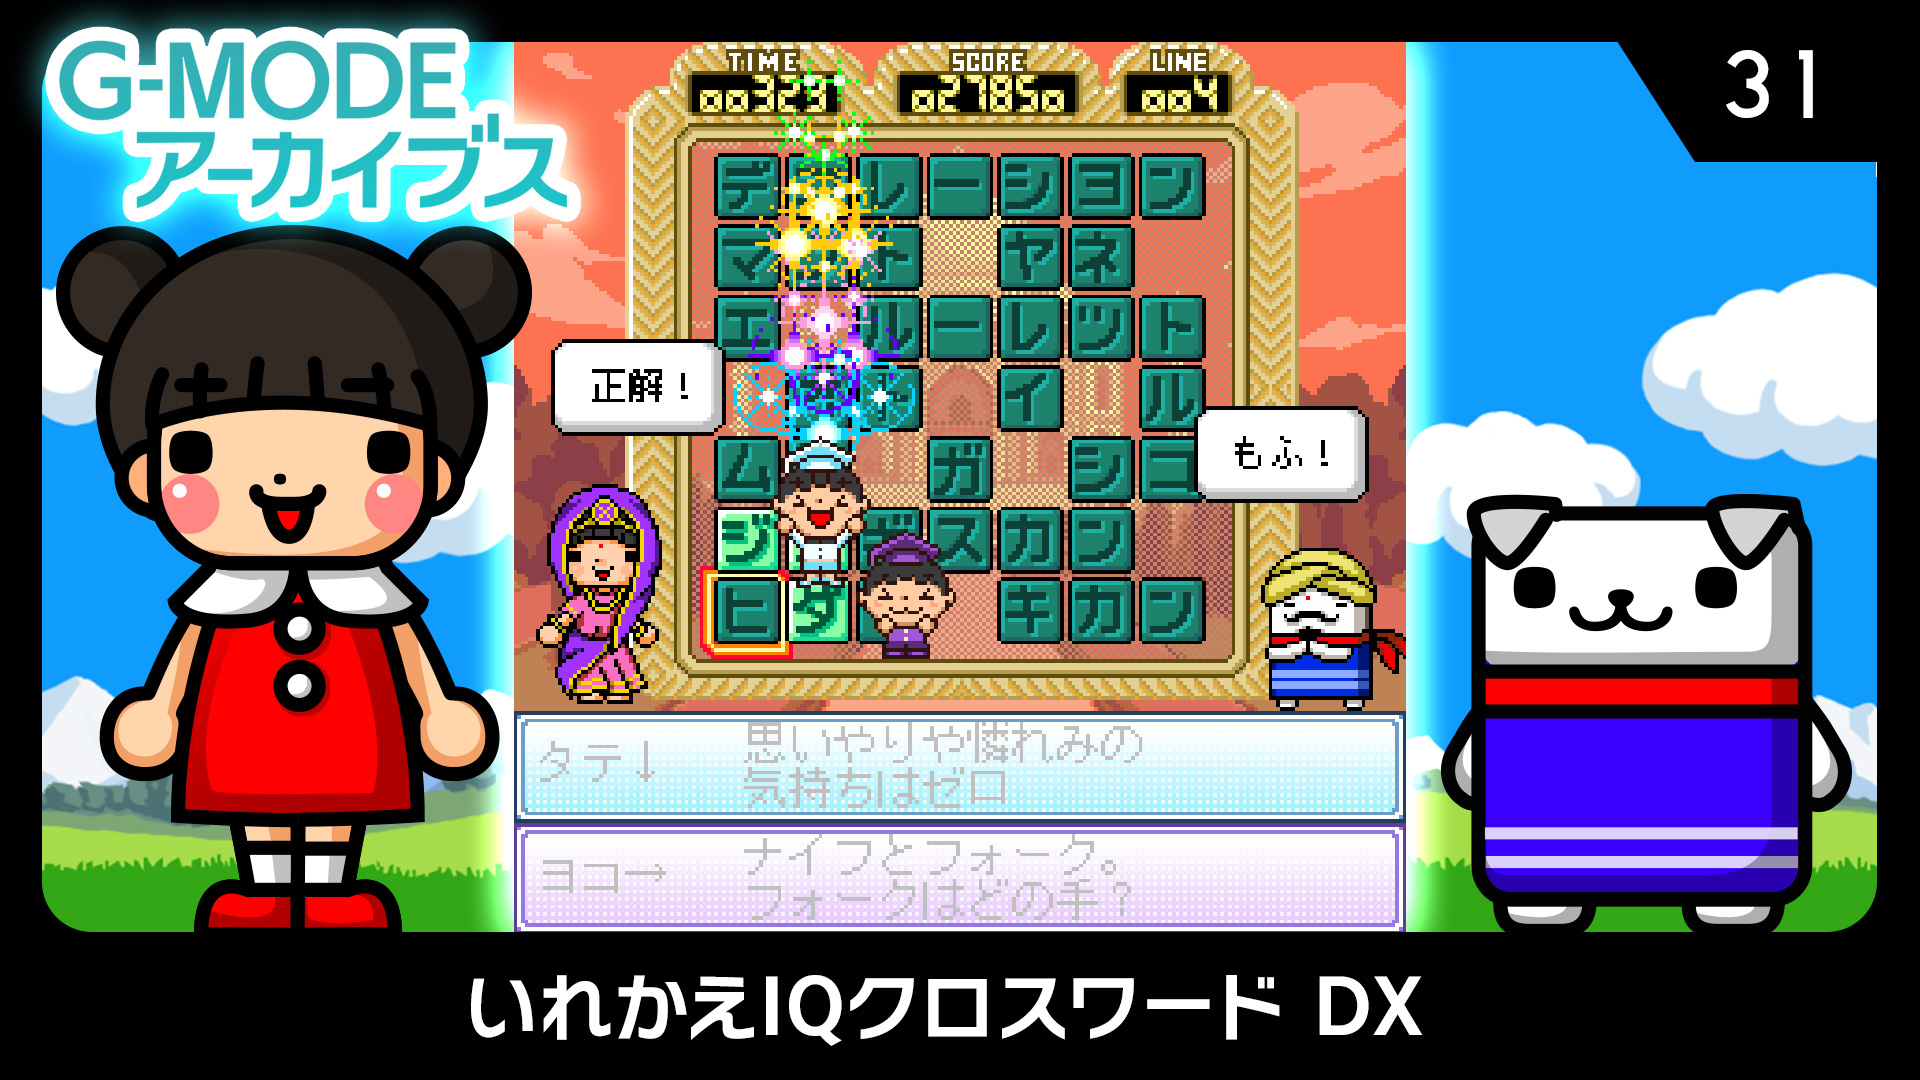 G-MODE
アーカイブス
31
TIME
SCORE
LINE
00323
027850
004
デ レーション
マ ト ヤネ
エ ルーレット
イ ル
ム ガ シコ
ジ ギスカン
ヒダ キカン
正解!
もふ!
タテ↓
思いやりや憐れみの
気持ちはゼロ
ヨコ→
ナイフとフォーク。
フォークはどの手?
いれかえIQクロスワード DX